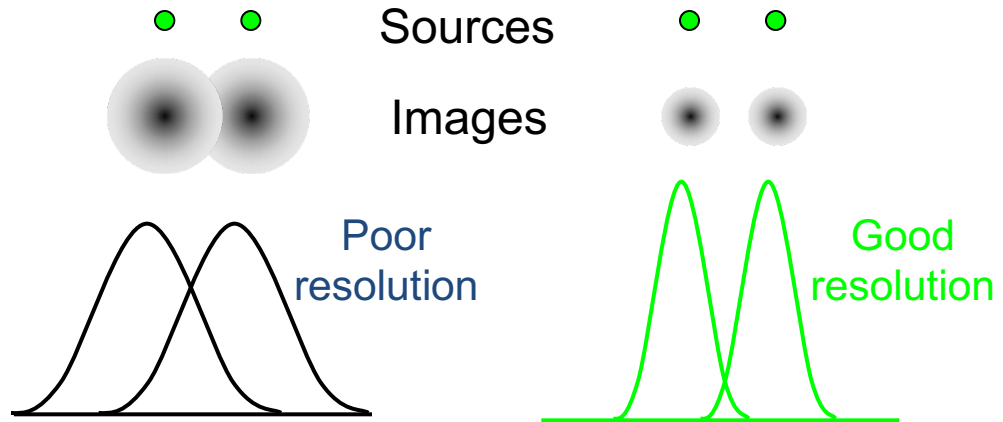 Sources
Images
Poor
resolution
Good
resolution